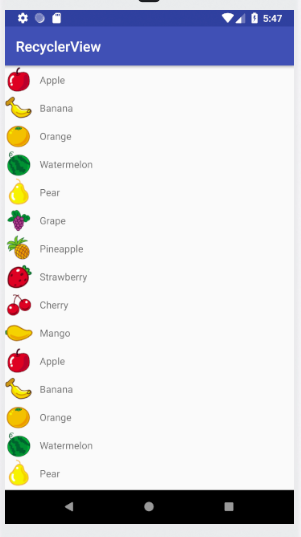 5:47
RecyclerView
Apple
Banana
Orange
Watermelon
Pear
Grape
Pineapple
Strawberry
Cherry
Mango
Apple
Banana
Orange
Watermelon
Pear